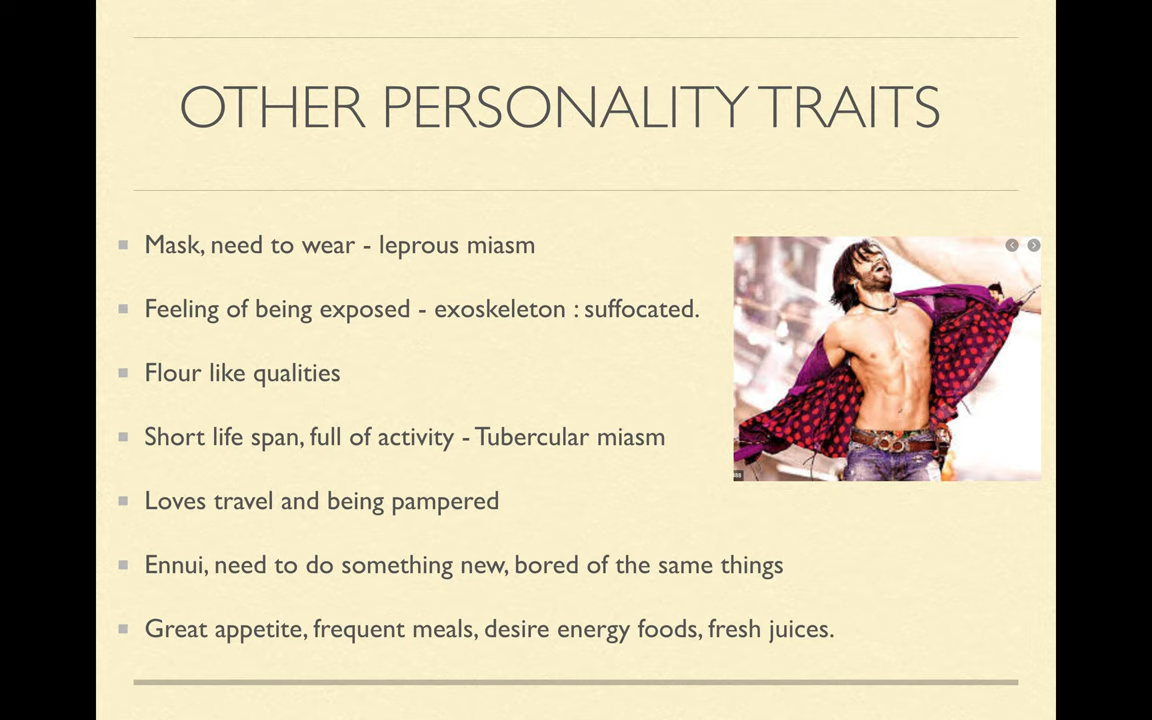 OTHER PERSONALITY TRAITS
Mask, need to wear - leprous miasm
Feeling of being exposed - exoskeleton : suffocated.
Flour like qualities
Short life span, full of activity - Tubercular miasm
Loves travel and being pampered
Ennui, need to do something new, bored of the same things
Great appetite, frequent meals, desire energy foods, fresh juices.